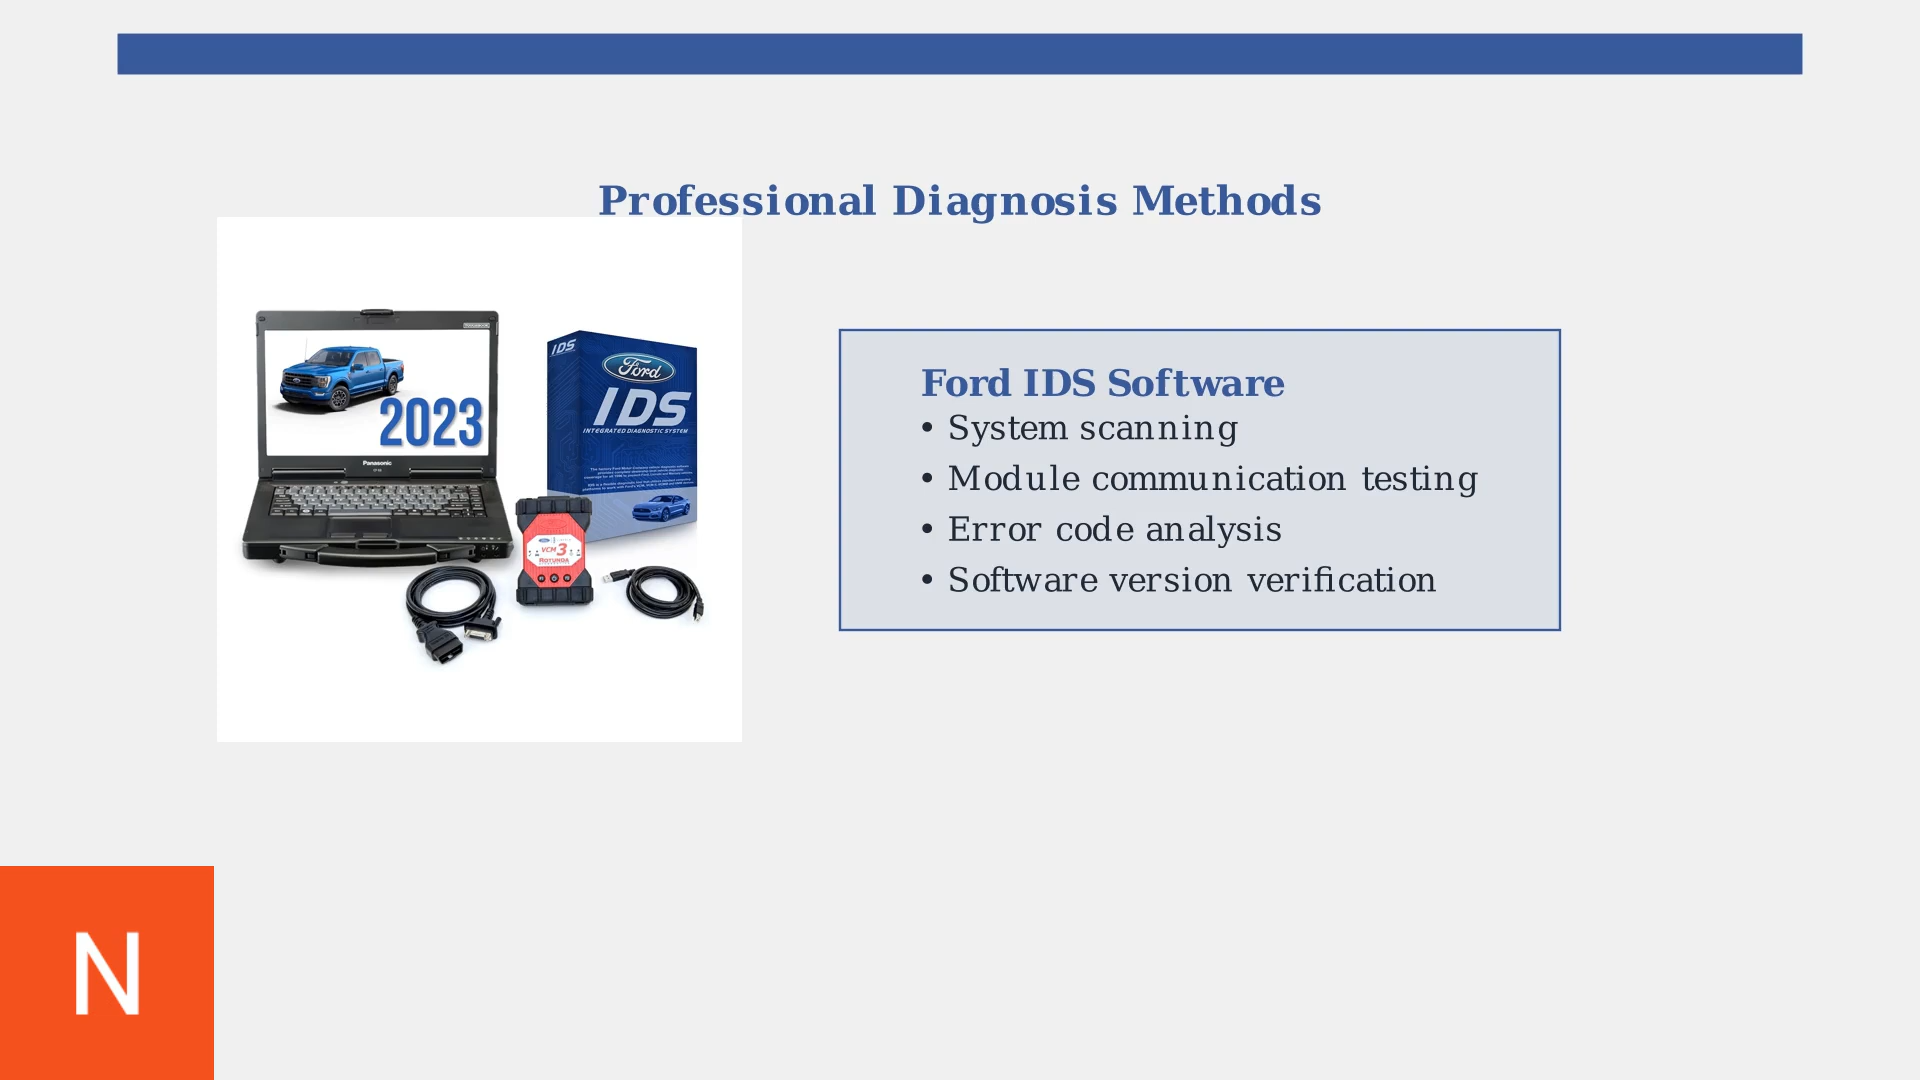 Professional Diagnosis Methods
2023
Panasonic
IDS
Ford
IDS
INTEGRATED DIAGNOSTIC SYSTEM
VCM 3
ROTUNDA
Ford IDS Software
• System scanning
• Module communication testing
• Error code analysis
• Software version verification
N